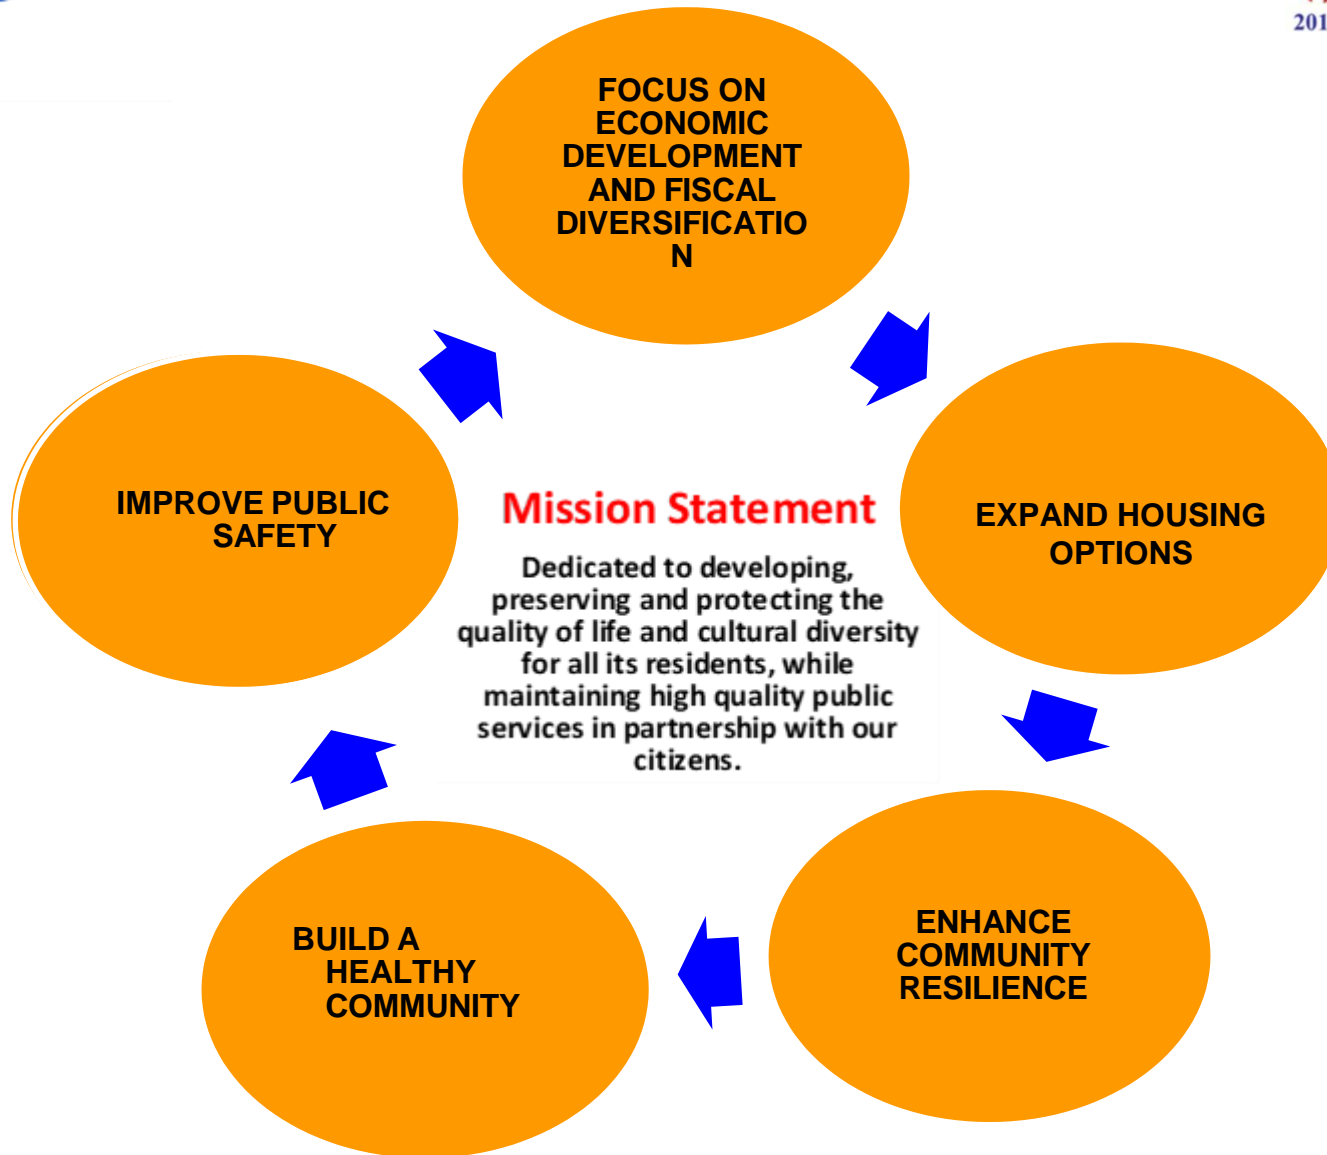 201
FOCUS ON
ECONOMIC
DEVELOPMENT
AND FISCAL
DIVERSIFICATIO
N
EXPAND HOUSING
OPTIONS
ENHANCE
COMMUNITY
RESILIENCE
BUILD A
HEALTHY
COMMUNITY
IMPROVE PUBLIC
SAFETY
Mission Statement
Dedicated to developing,
preserving and protecting the
quality of life and cultural diversity
for all its residents, while
maintaining high quality public
services in partnership with our
citizens.